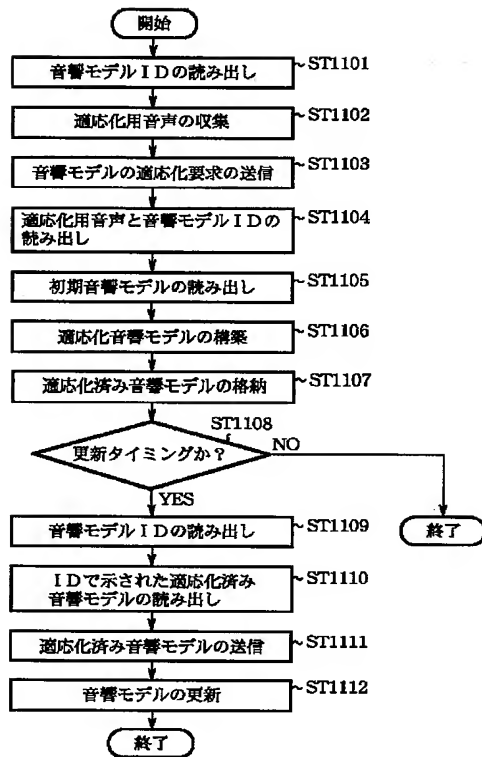 開始
音響モデルIDの読み出し
ST1101
適応化用音声の収集
ST1102
音響モデルの適応化要求の送信
ST1103
適応化用音声と音響モデルIDの
読み出し
ST1104
初期音響モデルの読み出し
ST1105
適応化音響モデルの構築
ST1106
適応化済み音響モデルの格納
ST1107
ST1108
更新タイミングか?
NO
YES
音響モデルIDの読み出し
ST1109
終了
IDで示された適応化済み
音響モデルの読み出し
ST1110
適応化済み音響モデルの送信
ST1111
音響モデルの更新
ST1112
終了